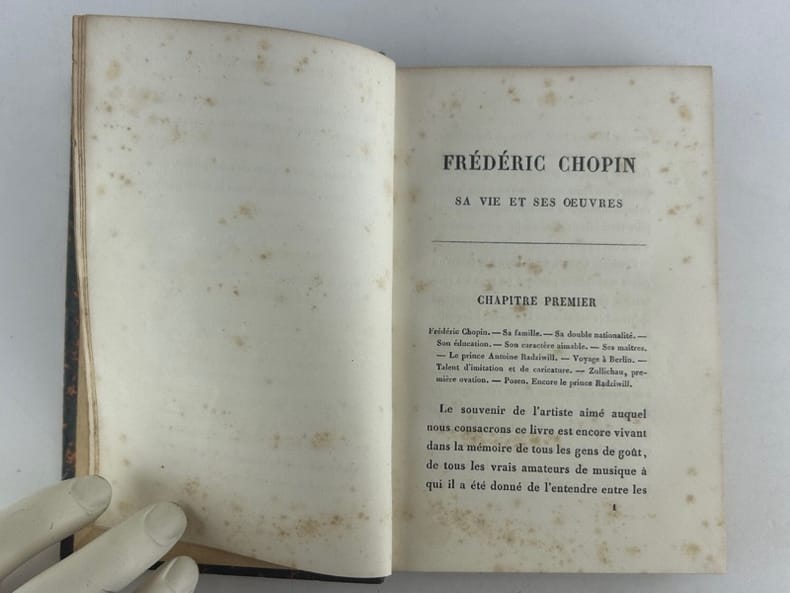 FRÉDÉRIC CHOPIN
SA VIE ET SES OEUVRES
CHAPITRE PREMIER
Frédéric Chopin. — Sa famille. — Sa double nationalité. —
Son éducation. — Son caractère aimable. — Ses maîtres.
— Le prince Antoine Radziwill. — Voyage à Berlin. —
Talent d'imitation et de caricature. — Zollichau, pre-
mière ovation. — Posen. Encore le prince Radziwill.
Le souvenir de l'artiste aimé auquel
nous consacrons ce livre est encore vivant
dans la mémoire de tous les gens de goût,
de tous les vrais amateurs de musique à
qui il a été donné de l'entendre entre les
1